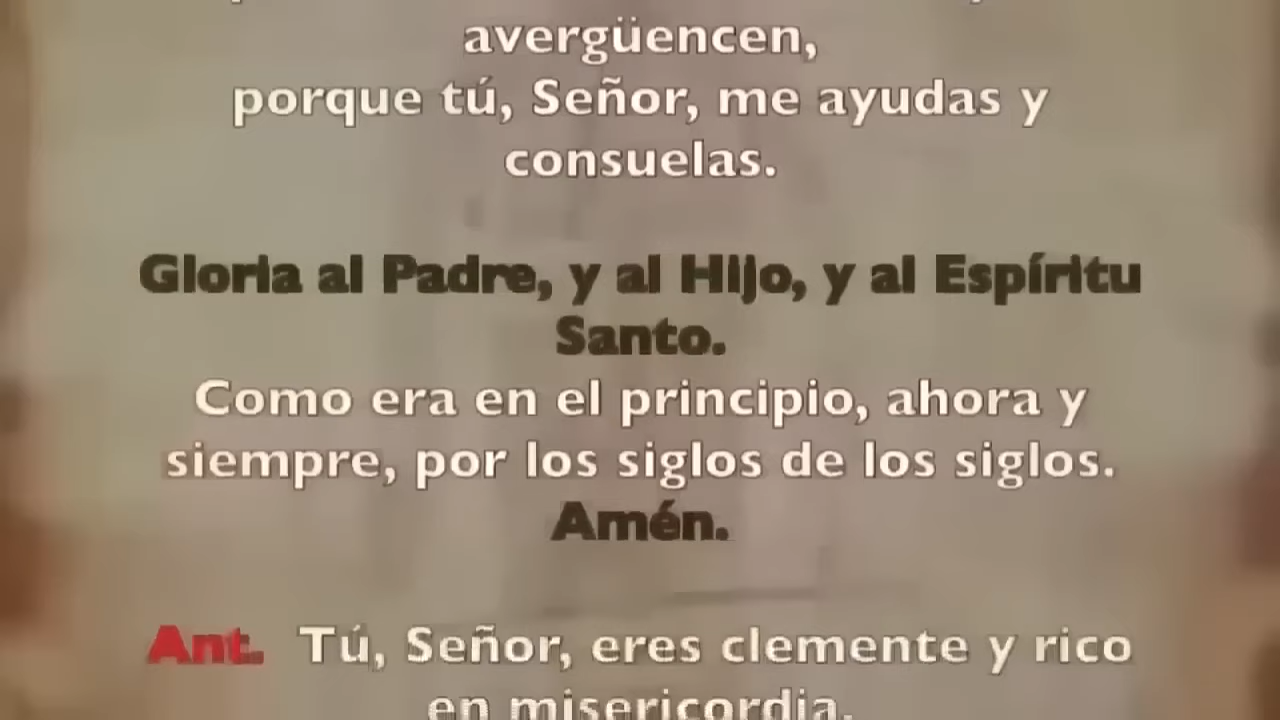 avergüencen,
porque tú, Señor, me ayudas y
consuelas.
Gloria al Padre, y al Hijo, y al Espíritu
Santo.
Como era en el principio, ahora y
siempre, por los siglos de los siglos.
Amén.
Ant. Tú, Señor, eres clemente y rico
en misericordia.